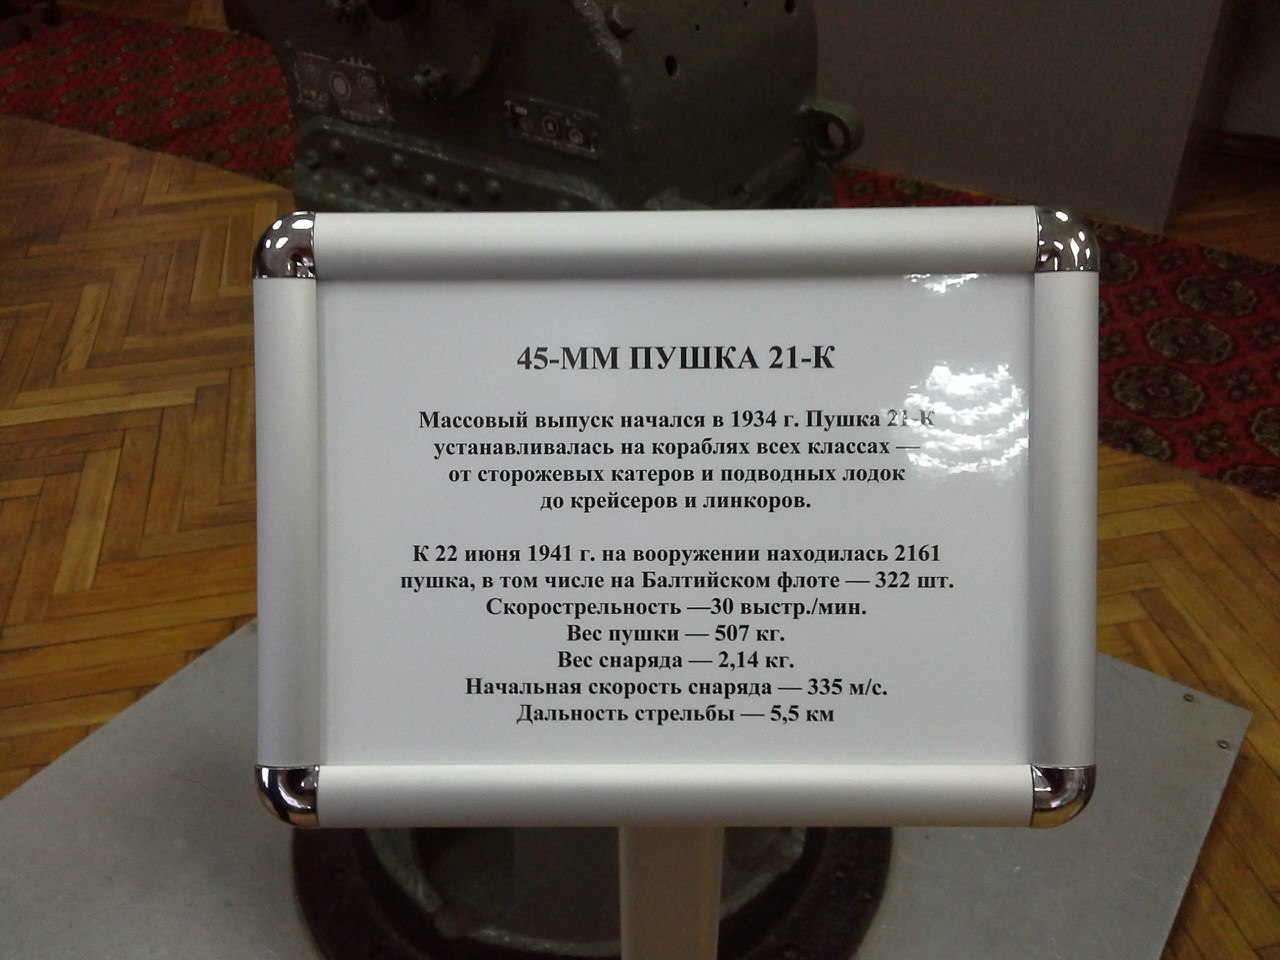 45-ММ ПУШКА 21-К
Массовый выпуск начался в 1934 г. Пушка 21-К
устанавливалась на кораблях всех классах —
от сторожевых катеров и подводных лодок
до крейсеров и линкоров.
К 22 июня 1941 г. на вооружении находилась 2161
пушка, в том числе на Балтийском флоте — 322 шт.
Скорострельность —30 выстр./мин.
Вес пушки — 507 кг.
Вес снаряда — 2,14 кг.
Начальная скорость снаряда — 335 м/с.
Дальность стрельбы — 5,5 км